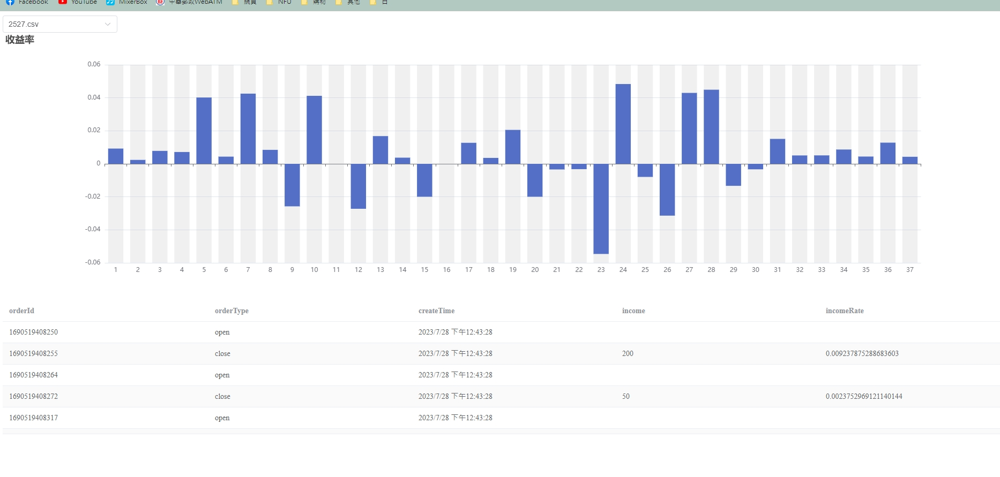 Facebook YouTube MixerBox 中華郵政WebATM 網頁 NFU 購物 其他
2527.csv
收益率
0.06
0.04
0.02
0
-0.02
-0.04
-0.06
1 2 3 4 5 6 7 8 9 10 11 12 13 14 15 16 17 18 19 20 21 22 23 24 25 26 27 28 29 30 31 32 33 34 35 36 37
orderId orderType createTime income incomeRate
1690519408250 open 2023/7/28 下午12:43:28
1690519408255 close 2023/7/28 下午12:43:28 200 0.009237875288683603
1690519408264 open 2023/7/28 下午12:43:28
1690519408272 close 2023/7/28 下午12:43:28 50 0.0023752969121140144
1690519408317 open 2023/7/28 下午12:43:28